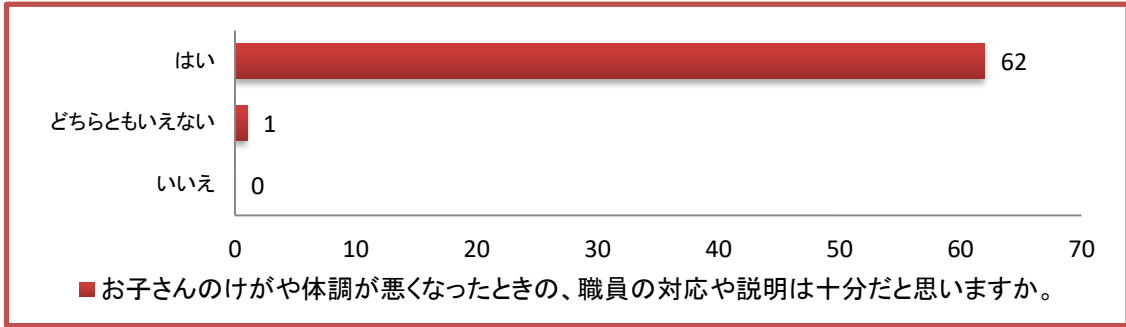 はい 62
どちらともいえない 1
いいえ 0
0 10 20 30 40 50 60 70
お子さんのけがや体調が悪くなったときの、職員の対応や説明は十分だと思いますか。